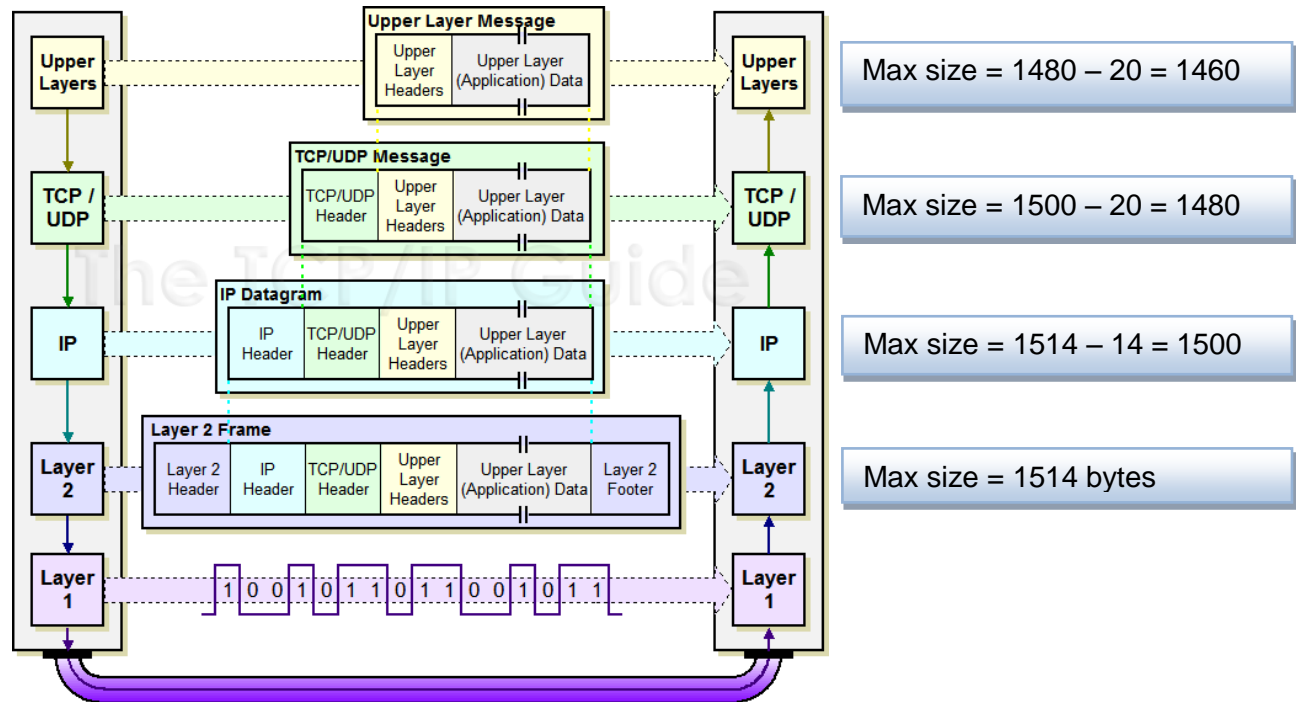 Upper Layer Message
Upper
Layers
Upper
Layer
Headers
Upper Layer
(Application) Data
Upper
Layers
Max size = 1480 – 20 = 1460
TCP/UDP Message
TCP /
UDP
TCP/UDP
Header
Upper
Layer
Headers
Upper Layer
(Application) Data
TCP /
UDP
Max size = 1500 – 20 = 1480
The TCP/IP Guide
IP Datagram
IP
IP
Header
TCP/UDP
Header
Upper
Layer
Headers
Upper Layer
(Application) Data
IP
Max size = 1514 – 14 = 1500
Layer 2 Frame
Layer
2
Layer 2
Header
IP
Header
TCP/UDP
Header
Upper
Layer
Headers
Upper Layer
(Application) Data
Layer 2
Footer
Layer
2
Max size = 1514 bytes
Layer
1
1 0 0 1 0 1 1 0 1 1 0 0 1 0 1 1
Layer
1